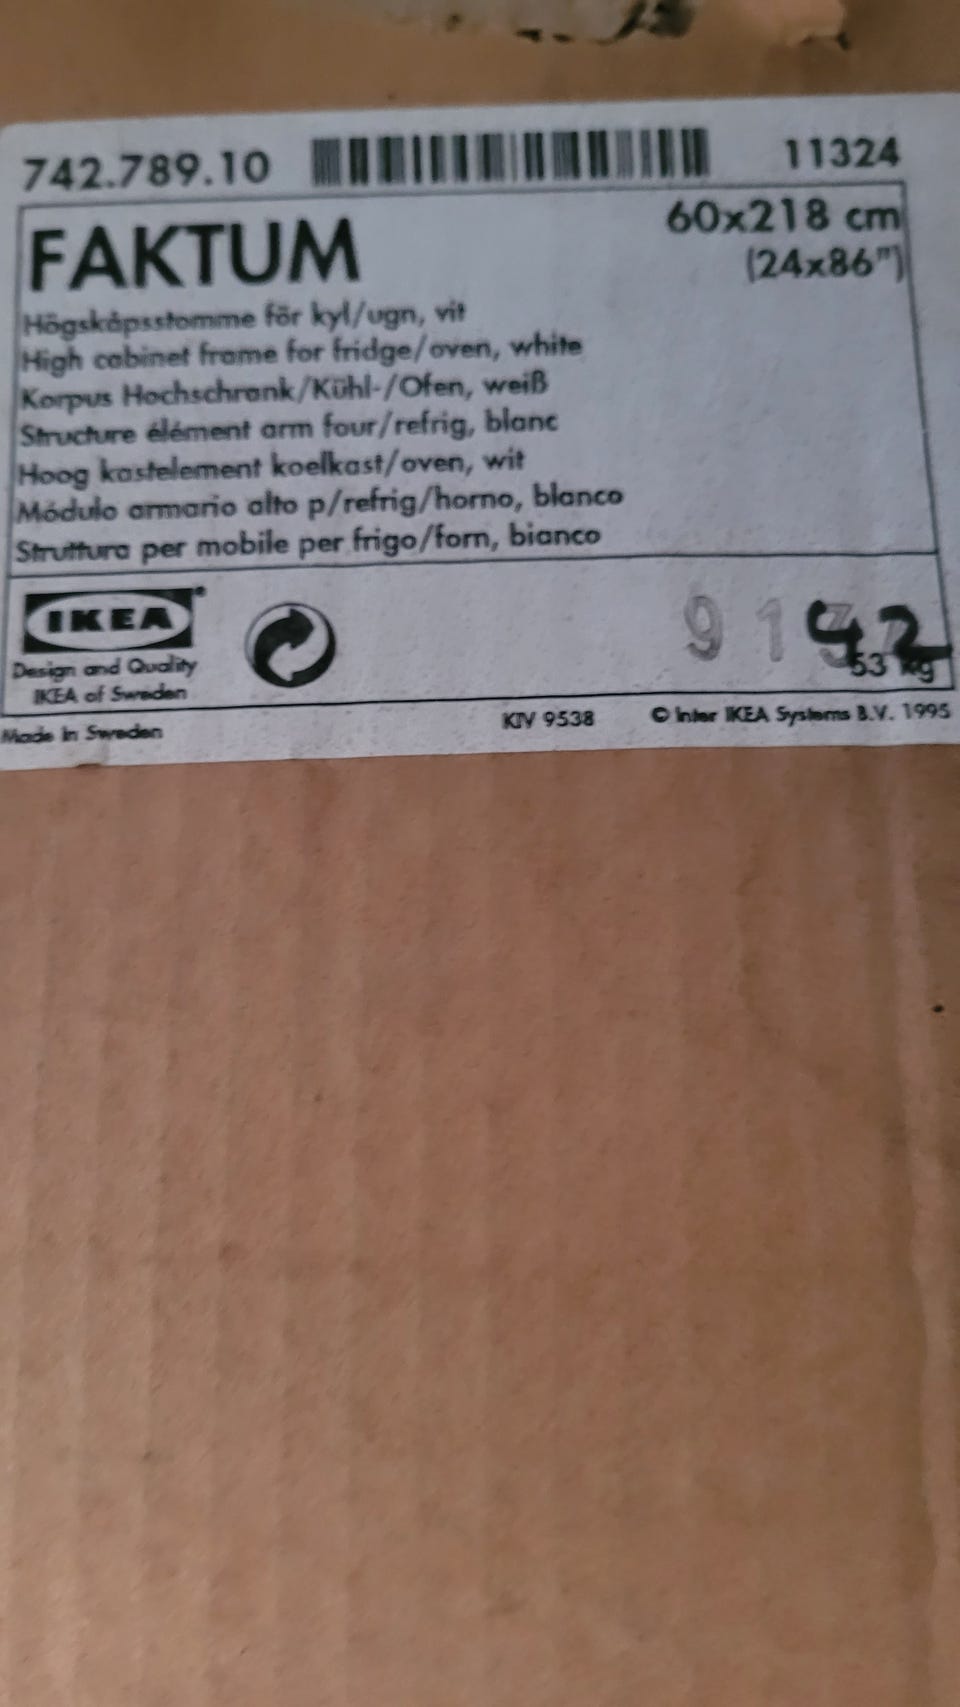 742.789.10 11324
FAKTUM 60x218 cm
(24x86")
Högskåpsstomme för kyl/ugn, vit
High cabinet frame for fridge/oven, white
Korpus Hochschrank/Kühl-/Ofen, weiß
Structure élément arm four/refrig, blanc
Hoog kastelement koelkast/oven, wit
Módulo armario alto p/refrig/horno, blanco
Struttura per mobile per frigo/forn, bianco
IKEA
Design and Quality
IKEA of Sweden
91 42
53 kg
Made in Sweden KIV 9538 © Inter IKEA Systems B.V. 1995